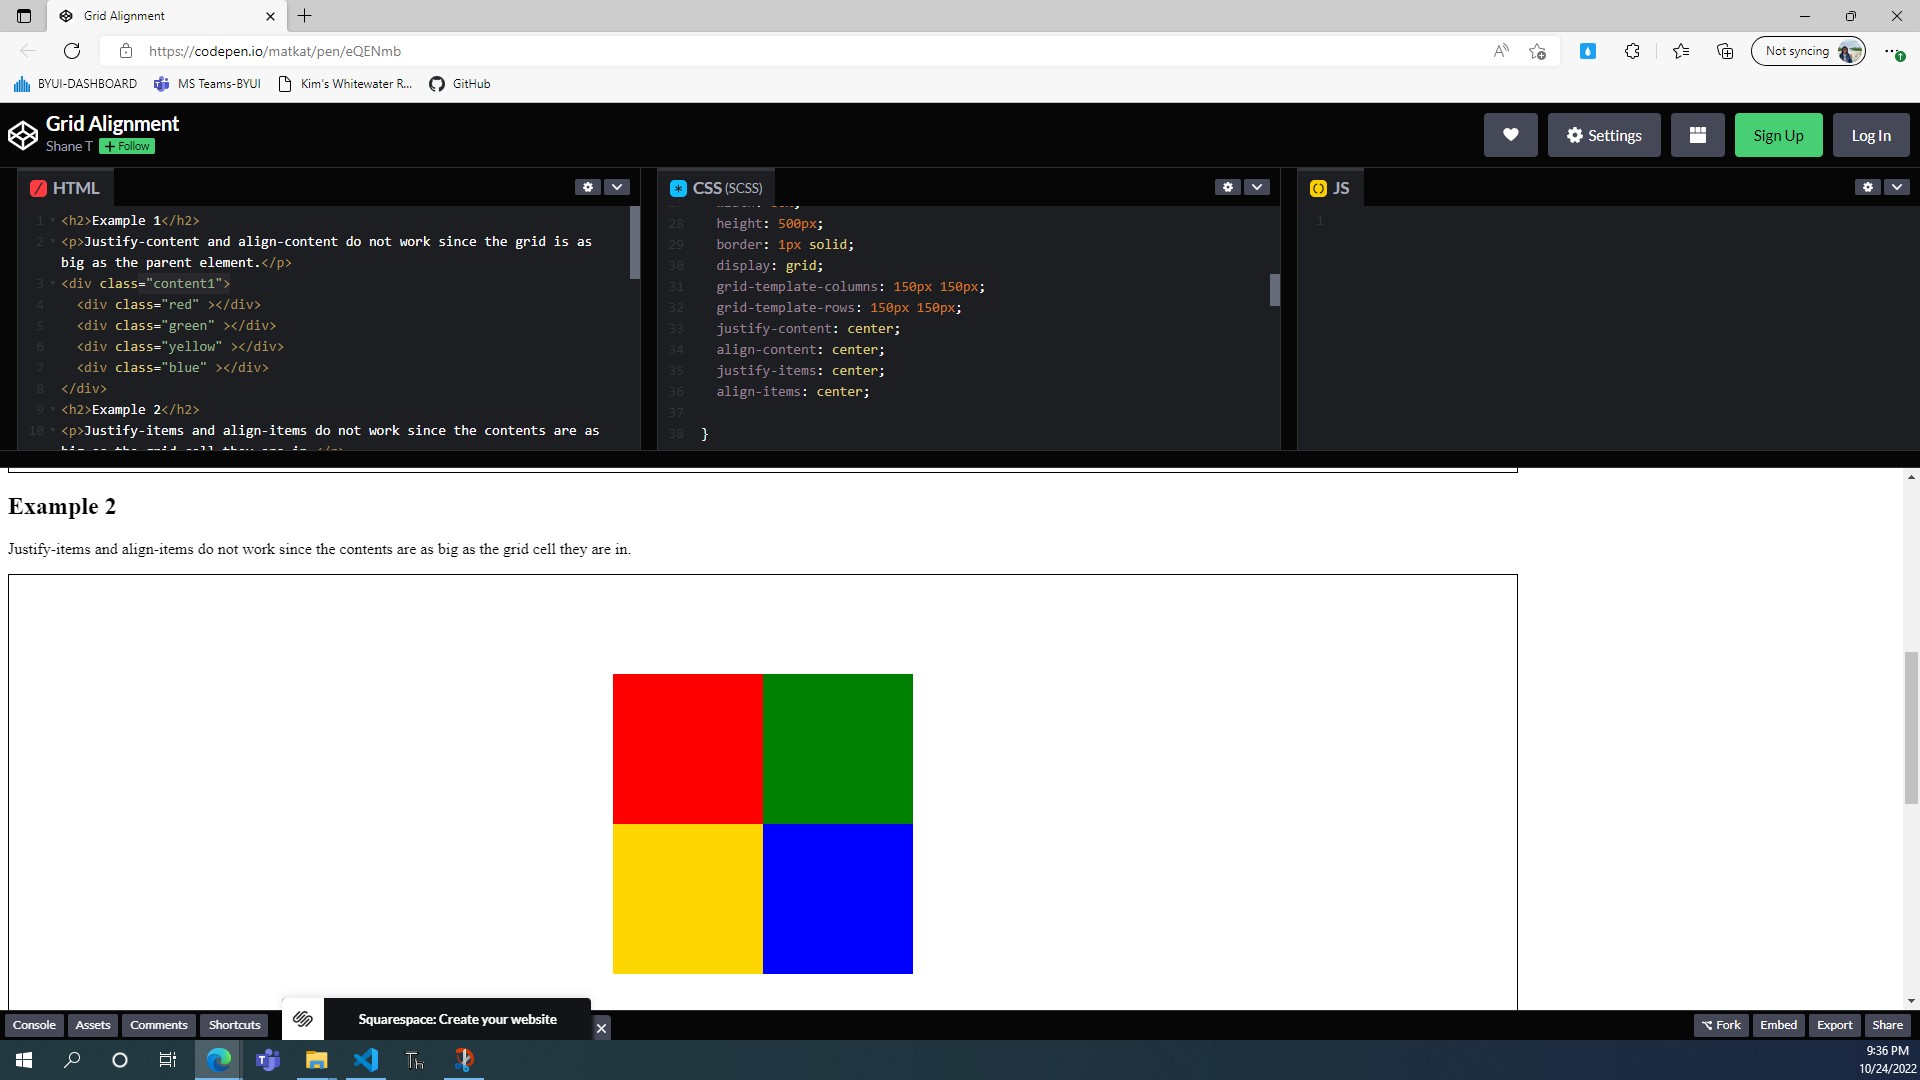 Grid Alignment
https://codepen.io/matkat/pen/eQENmb
Not syncing
BYUI-DASHBOARD
MS Teams-BYUI
Kim's Whitewater R...
GitHub
Grid Alignment
Shane T
+ Follow
Settings
Sign Up
Log In
HTML
1 <h2>Example 1</h2>
2 <p>Justify-content and align-content do not work since the grid is as
big as the parent element.</p>
3 <div class="content1">
4 <div class="red" ></div>
5 <div class="green" ></div>
6 <div class="yellow" ></div>
7 <div class="blue" ></div>
8 </div>
9 <h2>Example 2</h2>
10 <p>Justify-items and align-items do not work since the contents are as
big as the grid cell they are in.</p>
CSS (SCSS)
28 height: 500px;
29 border: 1px solid;
30 display: grid;
31 grid-template-columns: 150px 150px;
32 grid-template-rows: 150px 150px;
33 justify-content: center;
34 align-content: center;
35 justify-items: center;
36 align-items: center;
37
38 }
JS
1
Example 2
Justify-items and align-items do not work since the contents are as big as the grid cell they are in.
Console
Assets
Comments
Shortcuts
Squarespace: Create your website
Fork
Embed
Export
Share
9:36 PM
10/24/2022